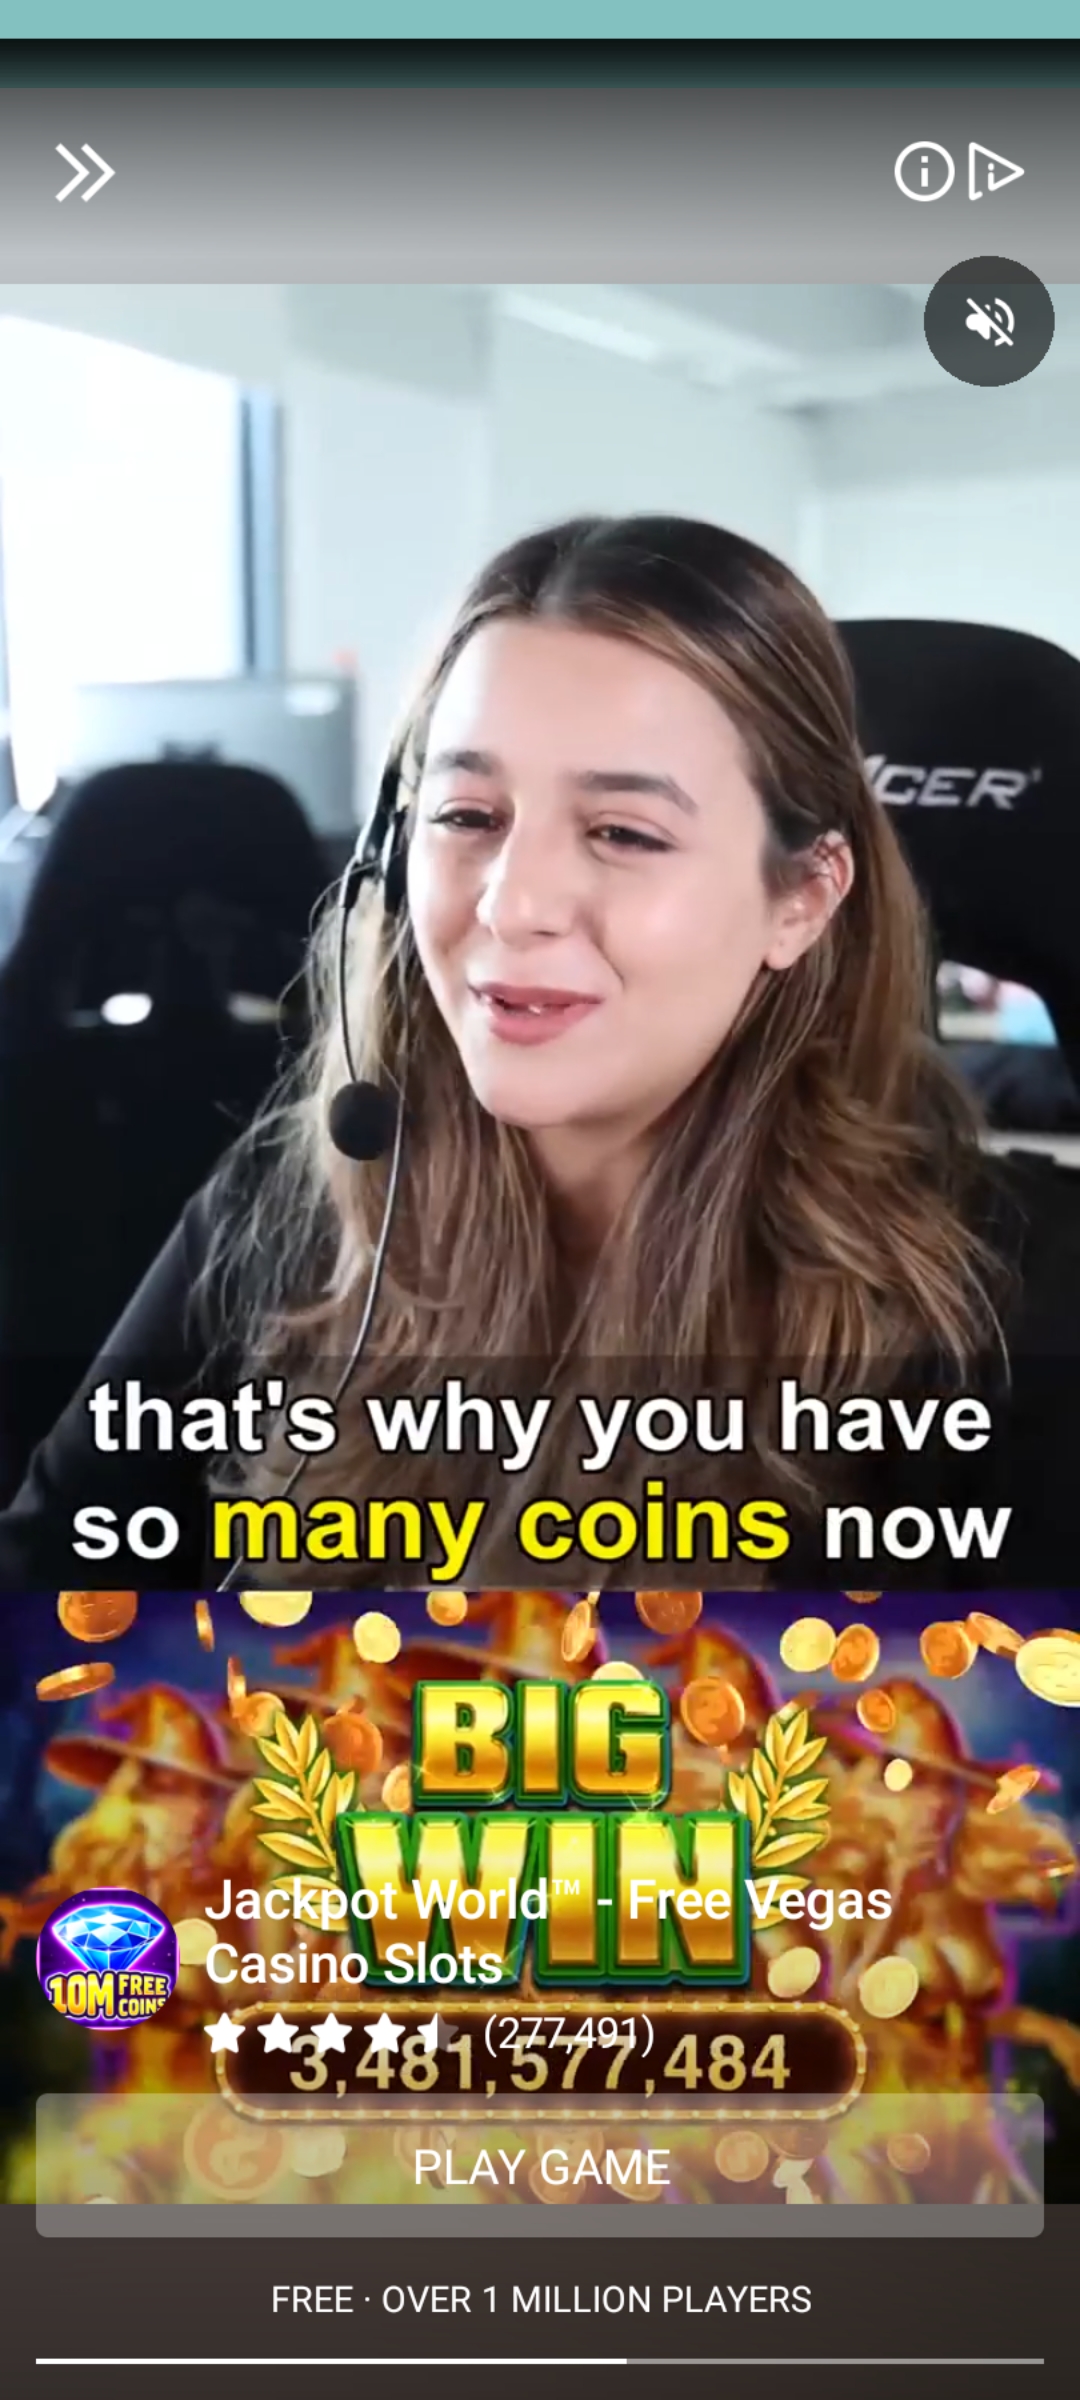 ACER
that's why you have
so many coins now
BIG
WIN
Jackpot World™ - Free Vegas
Casino Slots
10M FREE
COINS
(277,491)
3,481,577,484
PLAY GAME
FREE · OVER 1 MILLION PLAYERS